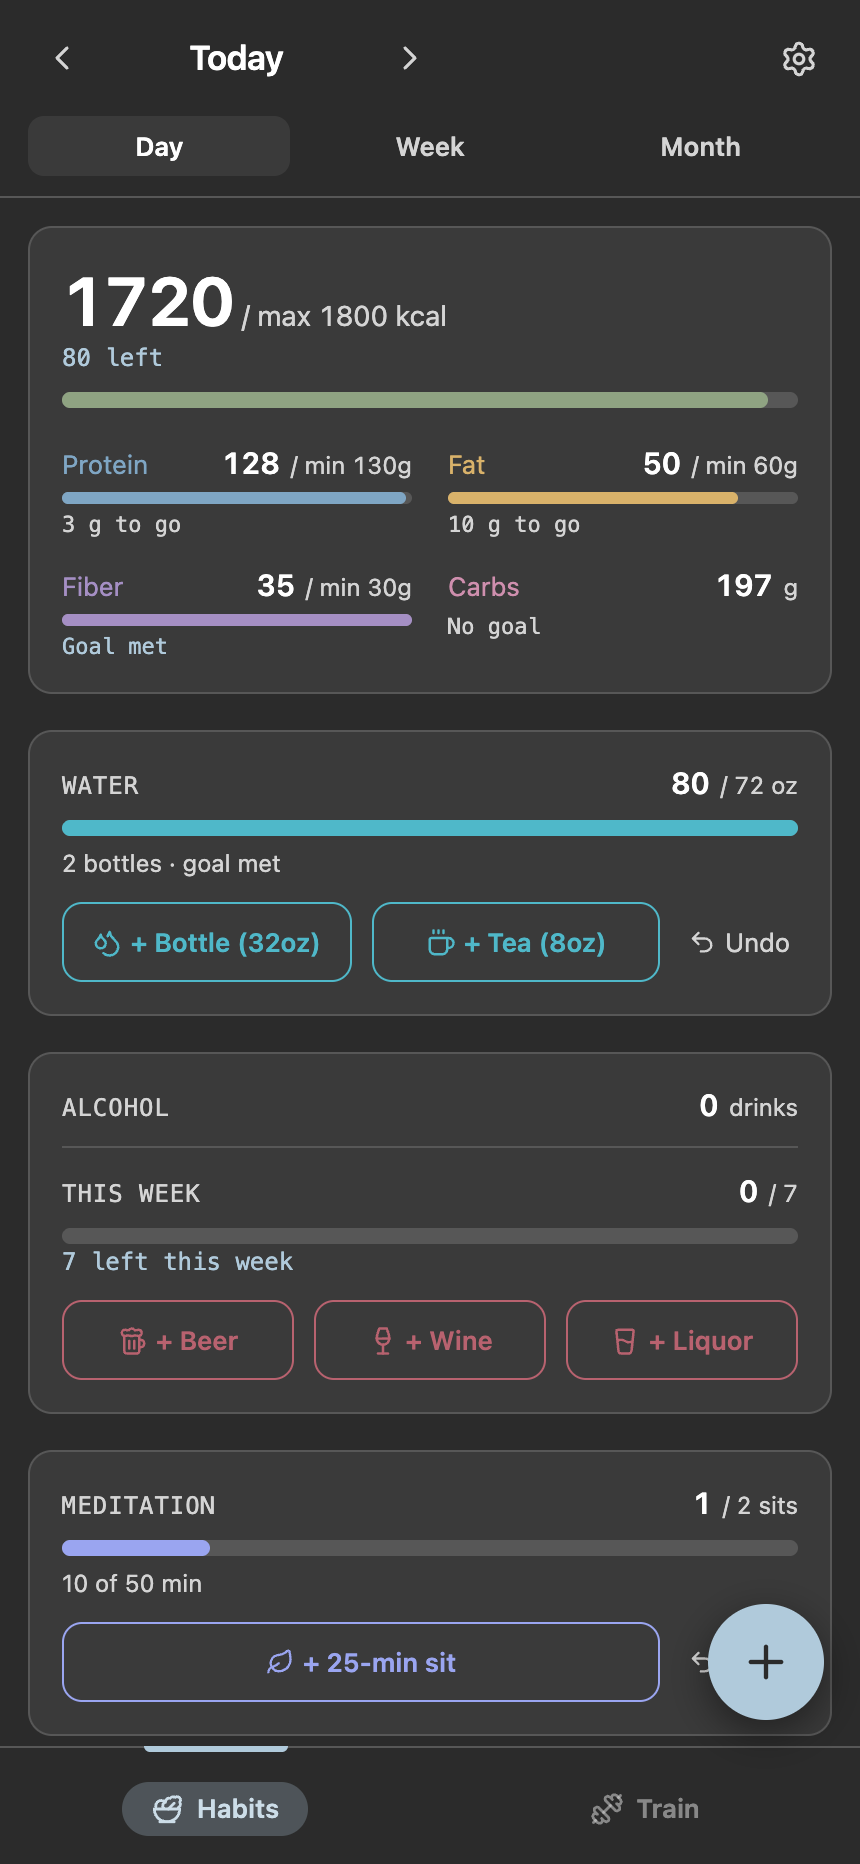 Today
Day Week Month
1720 / max 1800 kcal
80 left
Protein 128 / min 130g
3 g to go
Fat 50 / min 60g
10 g to go
Fiber 35 / min 30g
Goal met
Carbs 197 g
No goal
WATER 80 / 72 oz
2 bottles · goal met
+ Bottle (32oz) + Tea (8oz) Undo
ALCOHOL 0 drinks
THIS WEEK 0 / 7
7 left this week
+ Beer + Wine + Liquor
MEDITATION 1 / 2 sits
10 of 50 min
+ 25-min sit
+
Habits Train